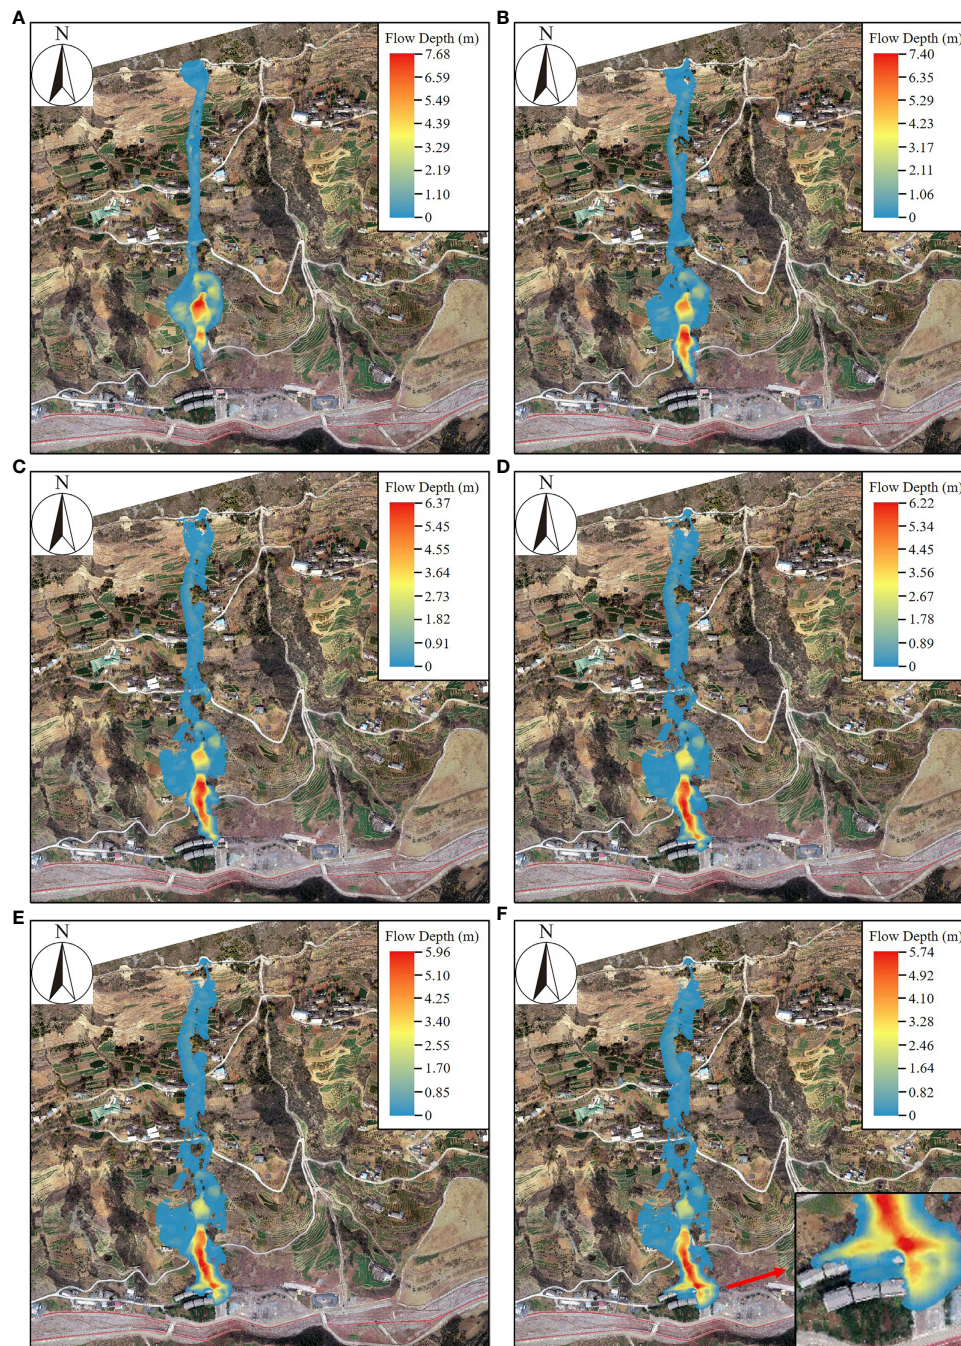 A
N
Flow Depth (m)
7.68
6.59
5.49
4.39
3.29
2.20
1.10
0
B
N
Flow Depth (m)
7.40
6.35
5.29
4.23
3.17
2.11
1.06
0
C
N
Flow Depth (m)
6.37
5.45
4.55
3.64
2.73
1.82
0.91
0
D
N
Flow Depth (m)
6.22
5.34
4.45
3.56
2.67
1.78
0.89
0
E
N
Flow Depth (m)
5.96
5.10
4.25
3.40
2.55
1.70
0.85
0
F
N
Flow Depth (m)
5.74
4.92
4.10
3.28
2.46
1.64
0.82
0